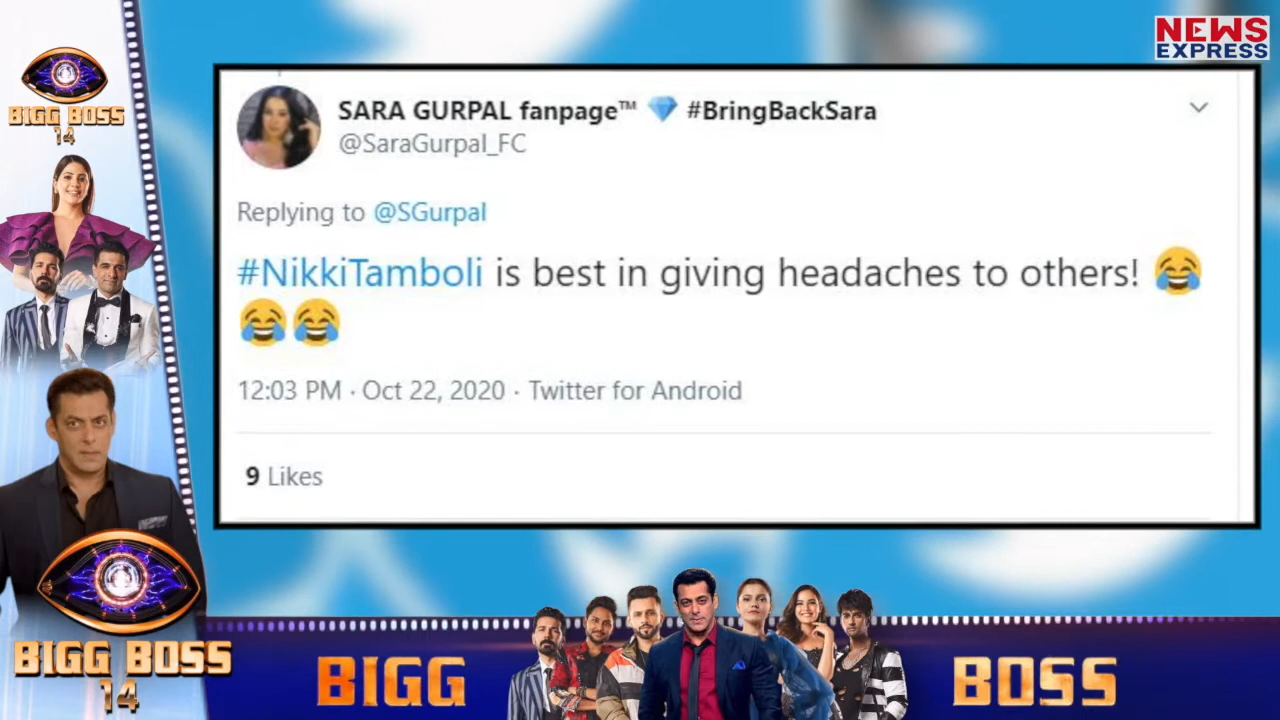 NEWS
EXPRESS
BIGG BOSS
14
SARA GURPAL fanpage™ 💎 #BringBackSara
@SaraGurpal_FC
Replying to @SGurpal
#NikkiTamboli is best in giving headaches to others! 😂
😂😂
12:03 PM · Oct 22, 2020 · Twitter for Android
9 Likes
BIGG BOSS
14
BIGG BOSS